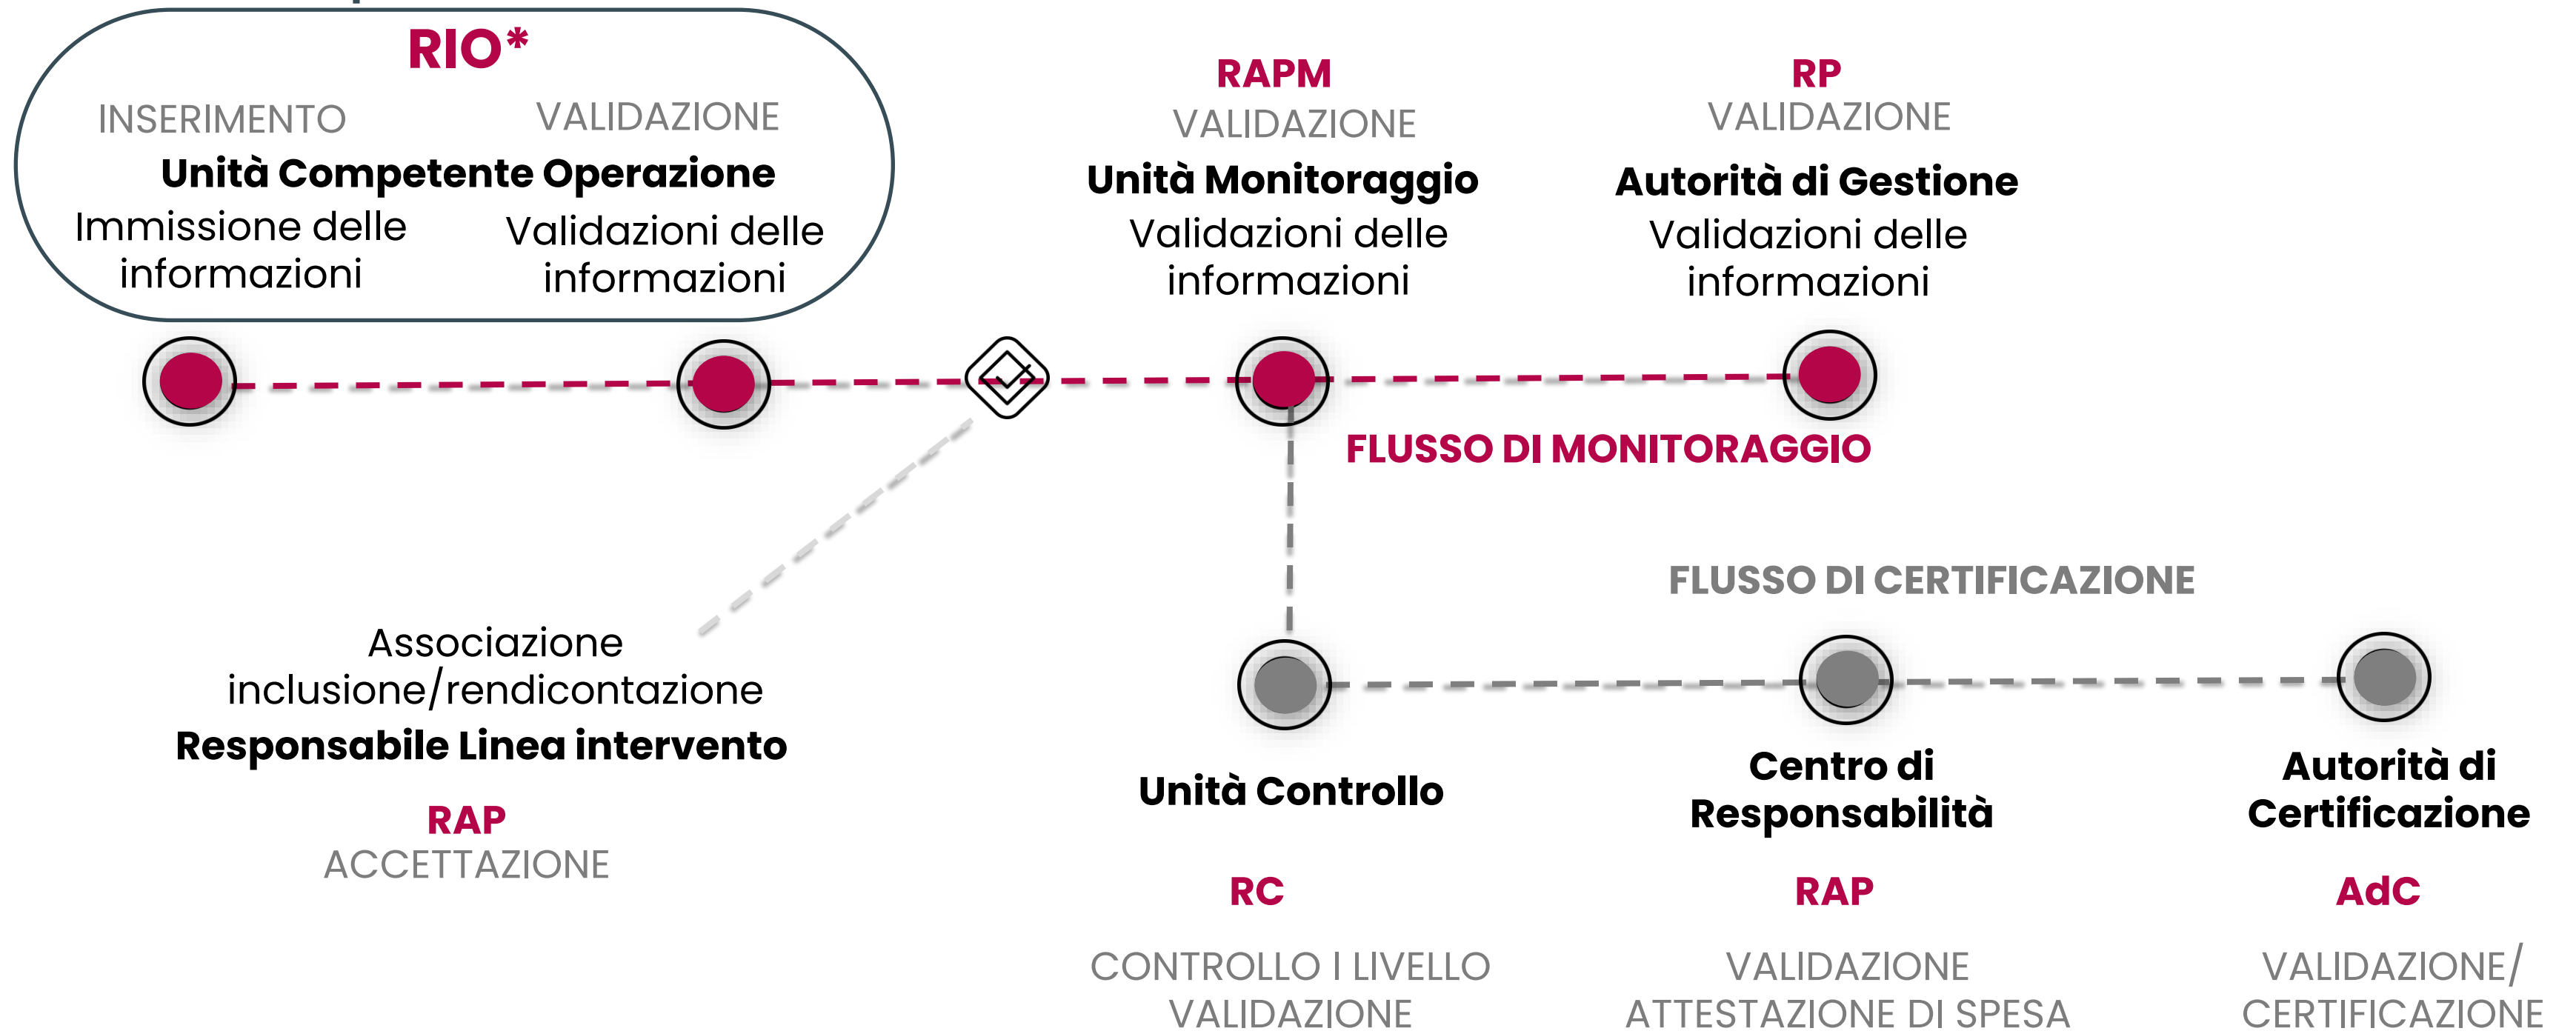 RIO*
INSERIMENTO
VALIDAZIONE
Unità Competente Operazione
Immissione delle
informazioni
Validazioni delle
informazioni
RAPM
VALIDAZIONE
Unità Monitoraggio
Validazioni delle
informazioni
RP
VALIDAZIONE
Autorità di Gestione
Validazioni delle
informazioni
FLUSSO DI MONITORAGGIO
Associazione
inclusione/rendicontazione
Responsabile Linea intervento
RAP
ACCETTAZIONE
FLUSSO DI CERTIFICAZIONE
Unità Controllo
RC
CONTROLLO I LIVELLO
VALIDAZIONE
Centro di
Responsabilità
RAP
VALIDAZIONE
ATTESTAZIONE DI SPESA
Autorità di
Certificazione
AdC
VALIDAZIONE/
CERTIFICAZIONE